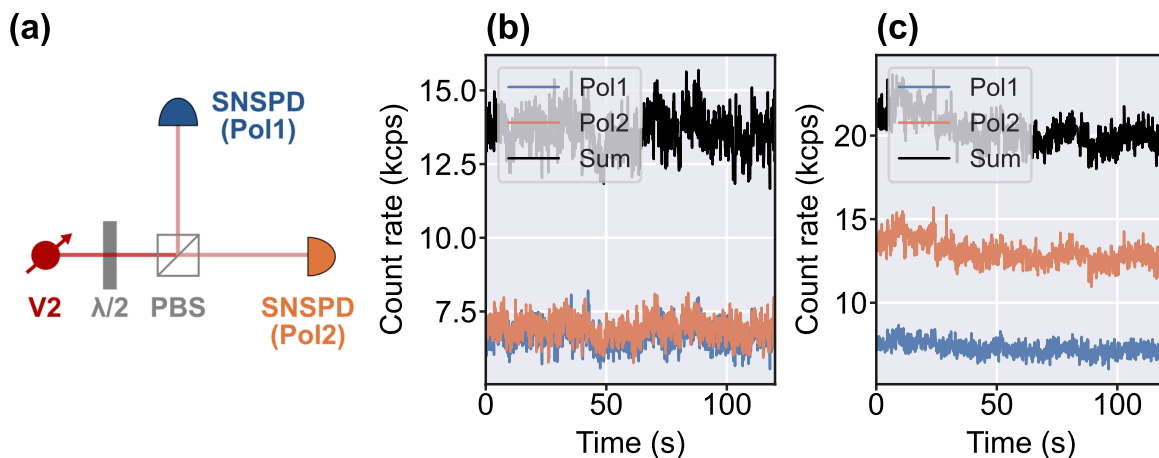 (a)
SNSPD
(Pol1)
V2
λ/2
PBS
SNSPD
(Pol2)
(b)
Count rate (kcps)
15.0
12.5
10.0
7.5
Pol1
Pol2
Sum
0
50
100
Time (s)
(c)
Count rate (kcps)
20
15
10
Pol1
Pol2
Sum
0
50
100
Time (s)